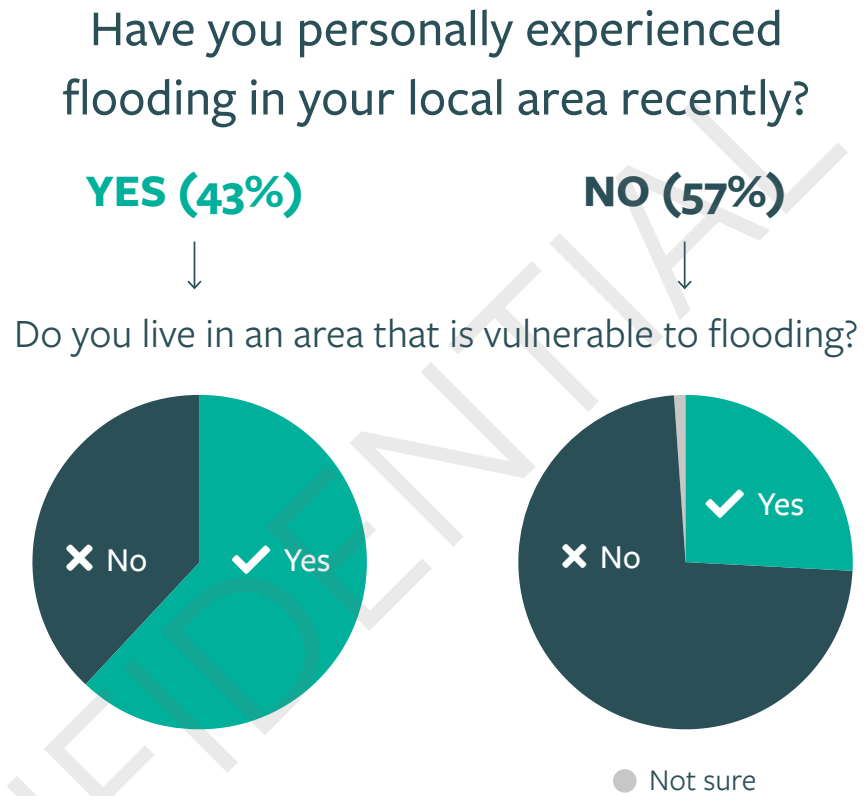 Have you personally experienced
flooding in your local area recently?
YES (43%)
NO (57%)
Do you live in an area that is vulnerable to flooding?
No
Yes
No
Yes
Not sure